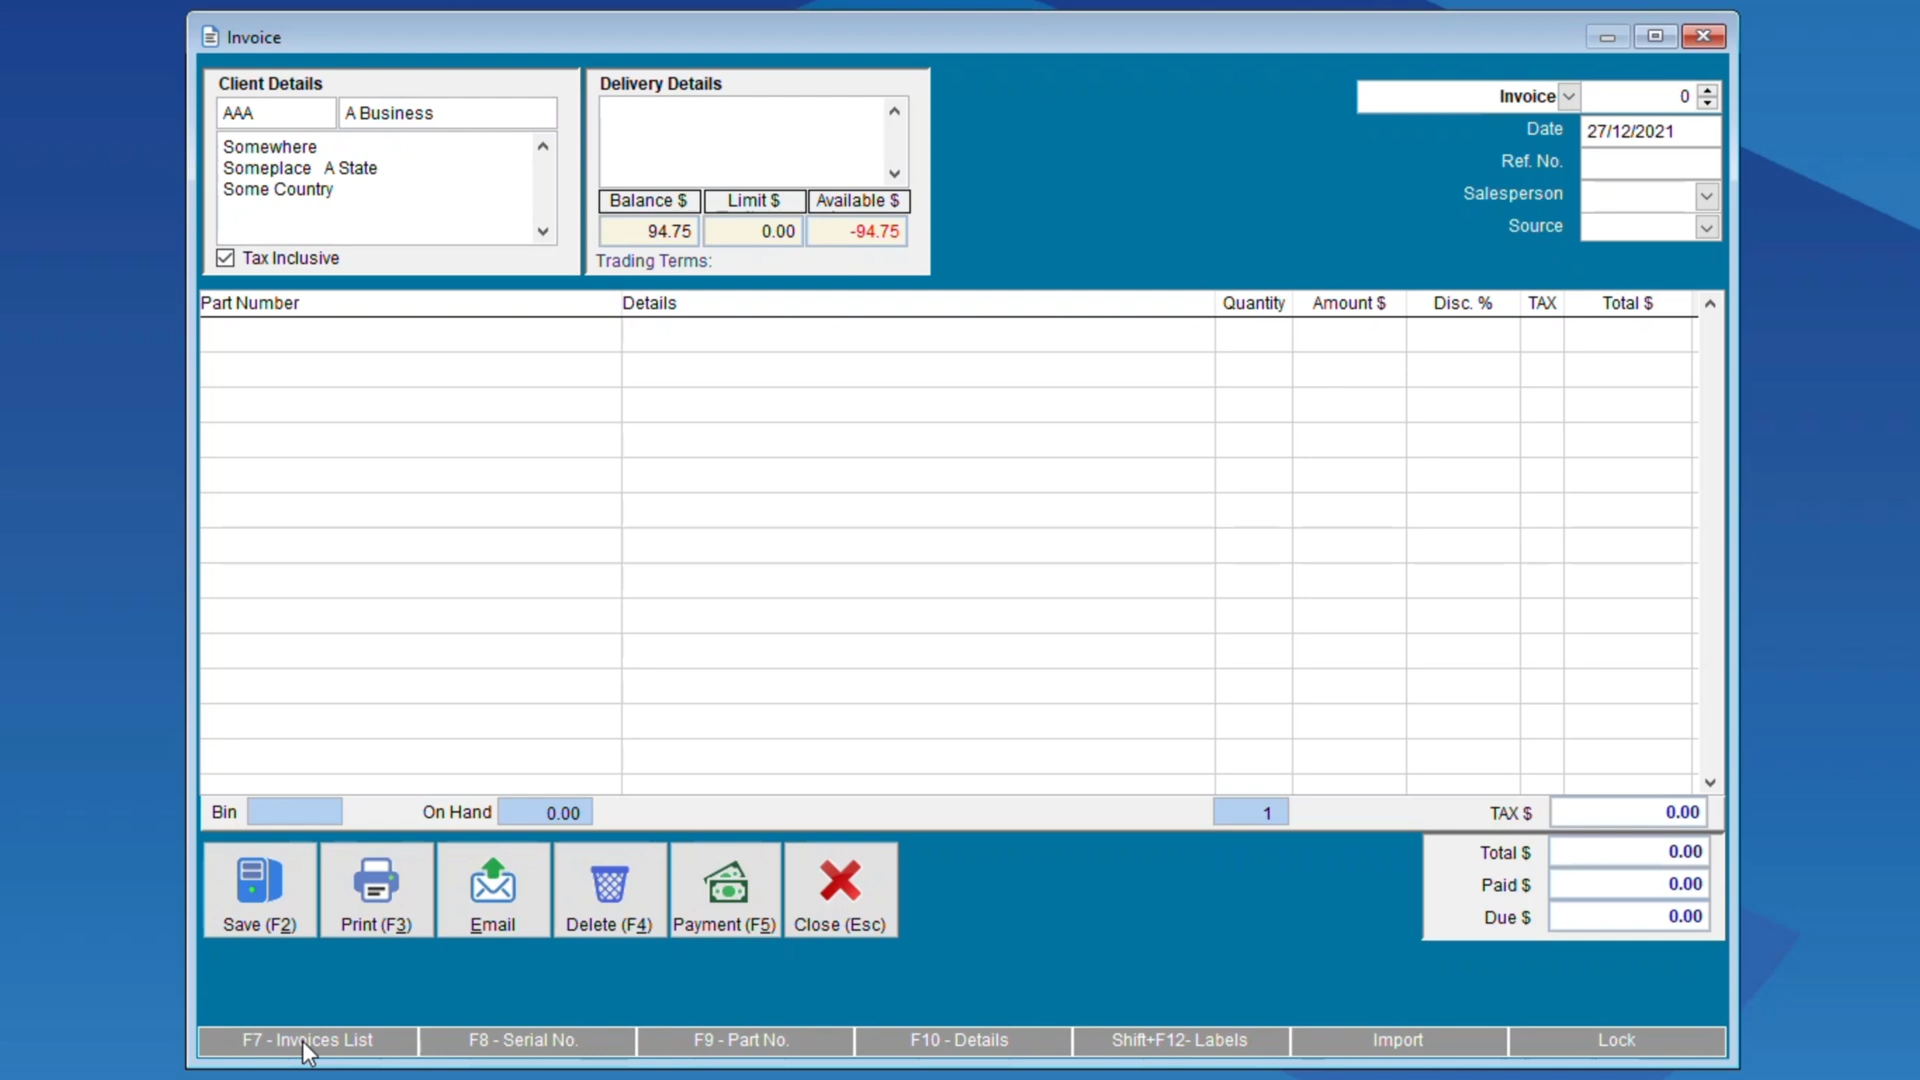 Invoice
Client Details
AAA
A Business
Somewhere
Someplace A State
Some Country
Tax Inclusive
Delivery Details
Balance $ Limit $ Available $
94.75 0.00 -94.75
Trading Terms:
Invoice 0
Date 27/12/2021
Ref. No.
Salesperson
Source
Part Number Details Quantity Amount $ Disc. % TAX Total $
Bin On Hand 0.00 1 TAX $ 0.00
Total $ 0.00
Paid $ 0.00
Due $ 0.00
Save (F2) Print (F3) Email Delete (F4) Payment (F5) Close (Esc)
F7 - Invoices List F8 - Serial No. F9 - Part No. F10 - Details Shift+F12- Labels Import Lock